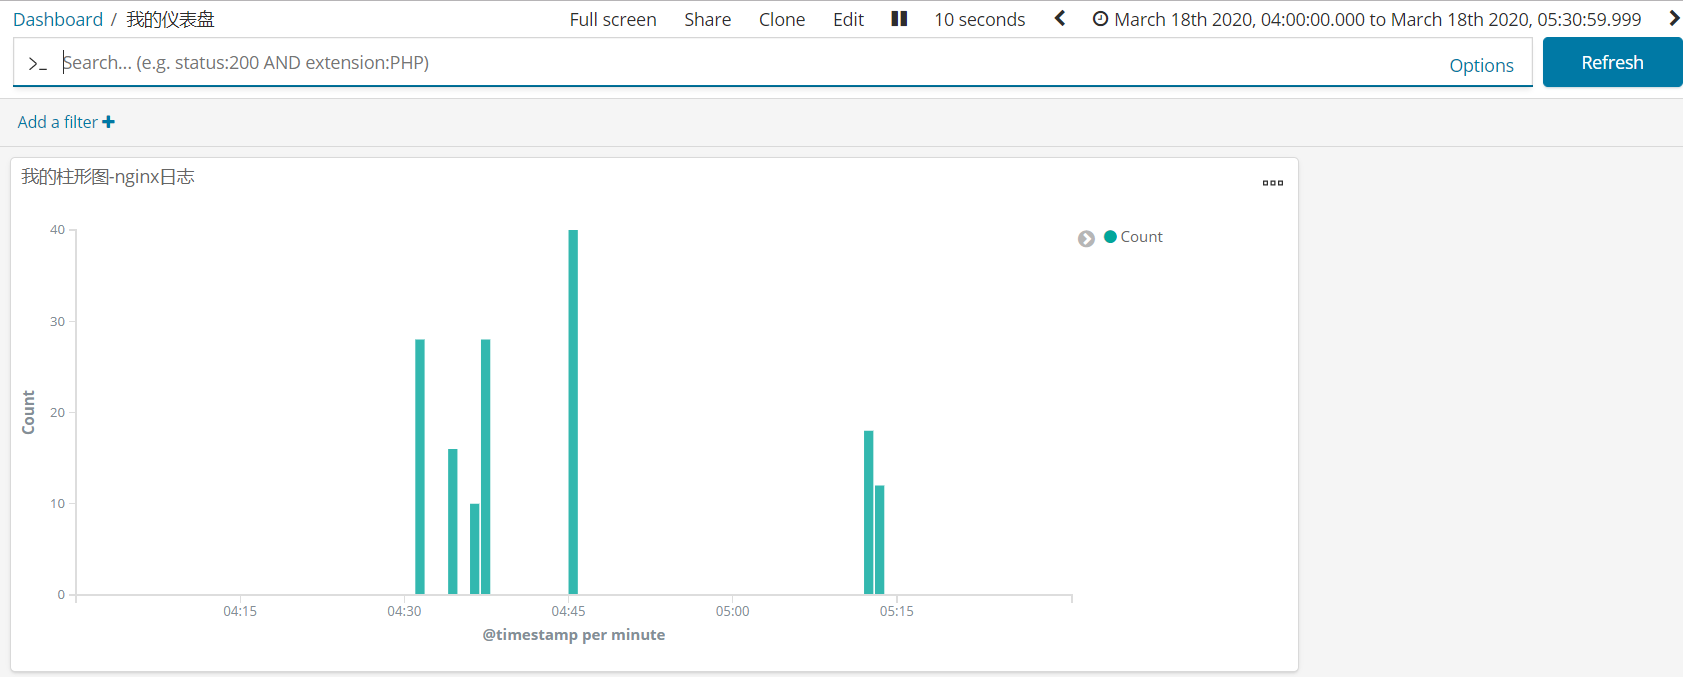 Dashboard / 我的仪表盘 Full screen Share Clone Edit 10 seconds March 18th 2020, 04:00:00.000 to March 18th 2020, 05:30:59.999
>_ Search... (e.g. status:200 AND extension:PHP) Options Refresh
Add a filter +
我的柱形图-nginx日志
Count
40
30
20
10
0
Count
04:15 04:30 04:45 05:00 05:15
@timestamp per minute